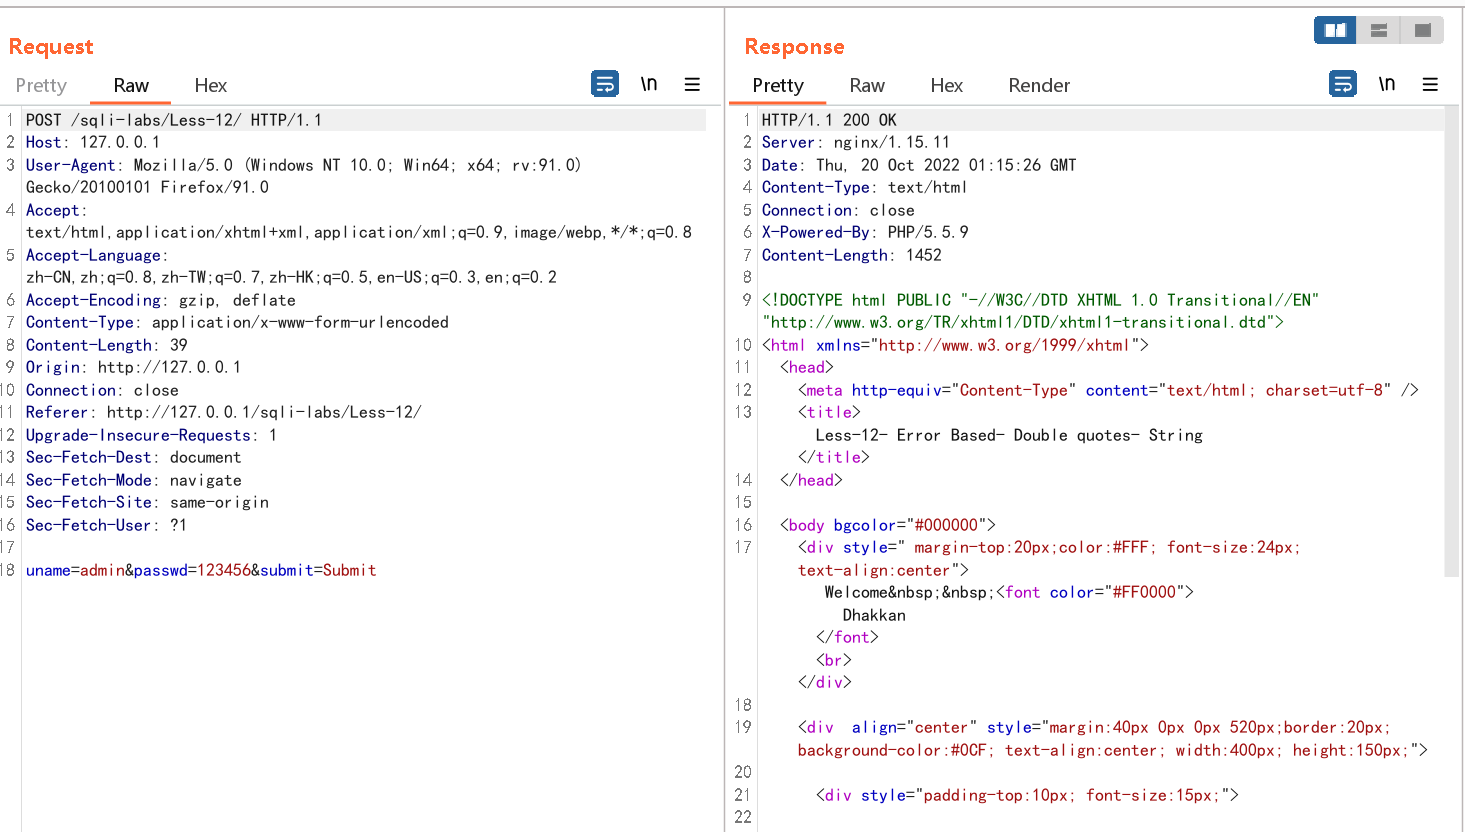 Request
Pretty Raw Hex \n
1 POST /sqli-labs/Less-12/ HTTP/1.1
2 Host: 127.0.0.1
3 User-Agent: Mozilla/5.0 (Windows NT 10.0; Win64; x64; rv:91.0)
Gecko/20100101 Firefox/91.0
4 Accept:
text/html,application/xhtml+xml,application/xml;q=0.9,image/webp,*/*;q=0.8
5 Accept-Language:
zh-CN,zh;q=0.8,zh-TW;q=0.7,zh-HK;q=0.5,en-US;q=0.3,en;q=0.2
6 Accept-Encoding: gzip, deflate
7 Content-Type: application/x-www-form-urlencoded
8 Content-Length: 39
9 Origin: http://127.0.0.1
10 Connection: close
11 Referer: http://127.0.0.1/sqli-labs/Less-12/
12 Upgrade-Insecure-Requests: 1
13 Sec-Fetch-Dest: document
14 Sec-Fetch-Mode: navigate
15 Sec-Fetch-Site: same-origin
16 Sec-Fetch-User: ?1
17
18 uname=admin&passwd=123456&submit=Submit
Response
Pretty Raw Hex Render \n
1 HTTP/1.1 200 OK
2 Server: nginx/1.15.11
3 Date: Thu, 20 Oct 2022 01:15:26 GMT
4 Content-Type: text/html
5 Connection: close
6 X-Powered-By: PHP/5.5.9
7 Content-Length: 1452
8
9 <!DOCTYPE html PUBLIC "-//W3C//DTD XHTML 1.0 Transitional//EN"
"http://www.w3.org/TR/xhtml1/DTD/xhtml1-transitional.dtd">
10 <html xmlns="http://www.w3.org/1999/xhtml">
11 <head>
12 <meta http-equiv="Content-Type" content="text/html; charset=utf-8" />
13 <title>
Less-12- Error Based- Double quotes- String
</title>
14 </head>
15
16 <body bgcolor="#000000">
17 <div style=" margin-top:20px;color:#FFF; font-size:24px;
text-align:center">
Welcome&nbsp;&nbsp;<font color="#FF0000">
Dhakkan
</font>
<br>
</div>
18
19 <div  align="center" style="margin:40px 0px 0px 520px;border:20px;
background-color:#0CF; text-align:center; width:400px; height:150px;">
20
21 <div style="padding-top:10px; font-size:15px;">
22